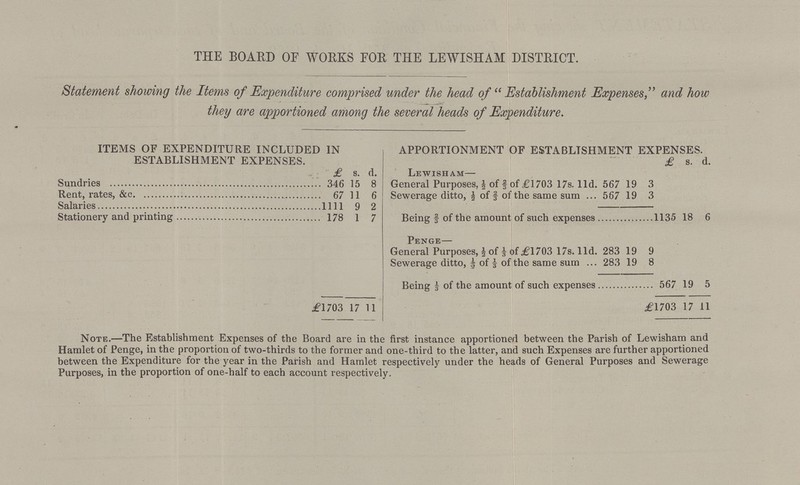 THE BOARD OF WORKS FOR THE LEWISHAM DISTRICT.
Statement showing the Items of Expenditure comprised under the head of “ Establishment Expenses,” and how
they are apportioned among the several heads of Expenditure.
ITEMS OF EXPENDITURE INCLUDED IN
ESTABLISHMENT EXPENSES.
£ s. d.
Sundries ............ 346 15 8
Rent, rates, &c. ............ 67 11 6
Salaries ............ 1111 9 2
Stationery and printing ............ 178 1 7
£1703 17 11
APPORTIONMENT OF ESTABLISHMENT EXPENSES.
£ s. d.
LEWISHAM—
General Purposes, ½ of ⅔ of £1703 17s. 11d. 567 19 3
Sewerage ditto, ½ of ⅔ of the same sum ... 567 19 3
Being ⅔ of the amount of such expenses ............ 1135 18 6
PENGE—
General Purposes, ½ of ⅓ of £1703 17s. 11d. 283 19 9
Sewerage ditto, ½ of ⅓ of the same sum ... 283 19 8
Being ⅓ of the amount of such expenses ............ 567 19 5
£1703 17 11
NOTE.—The Establishment Expenses of the Board are in the first instance apportioned between the Parish of Lewisham and
Hamlet of Penge, in the proportion of two-thirds to the former and one-third to the latter, and such Expenses are further apportioned
between the Expenditure for the year in the Parish and Hamlet respectively under the heads of General Purposes and Sewerage
Purposes, in the proportion of one-half to each account respectively.